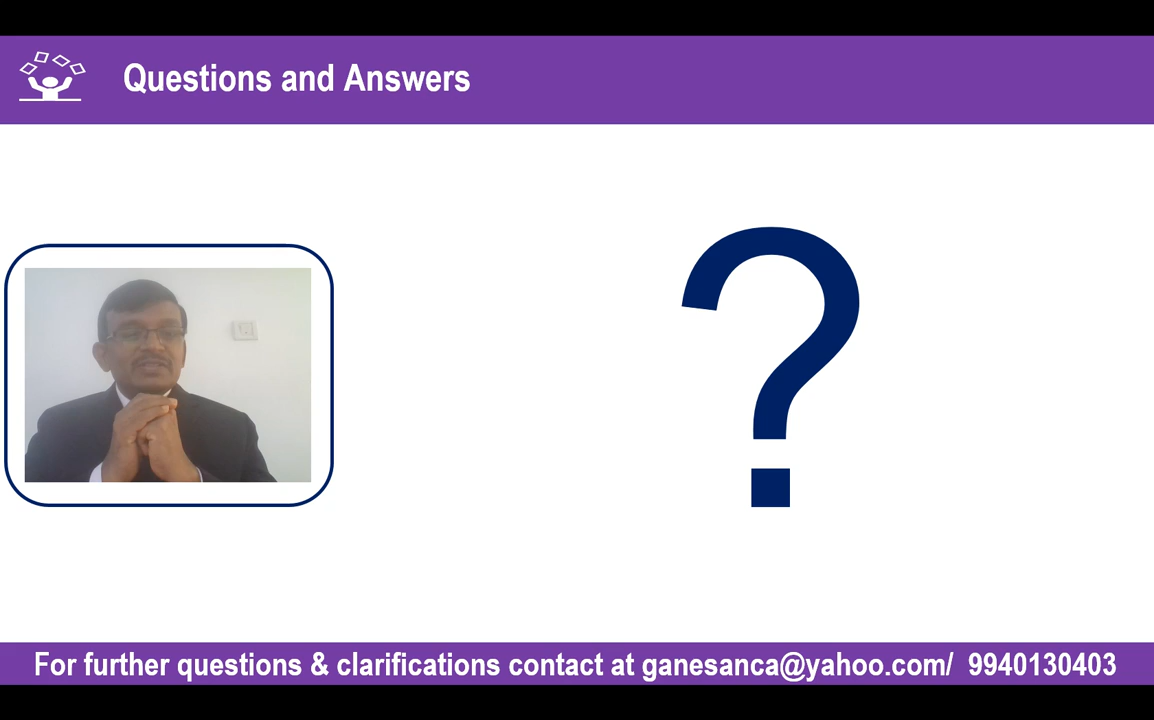 Questions and Answers
?
For further questions & clarifications contact at ganesanca@yahoo.com/ 9940130403